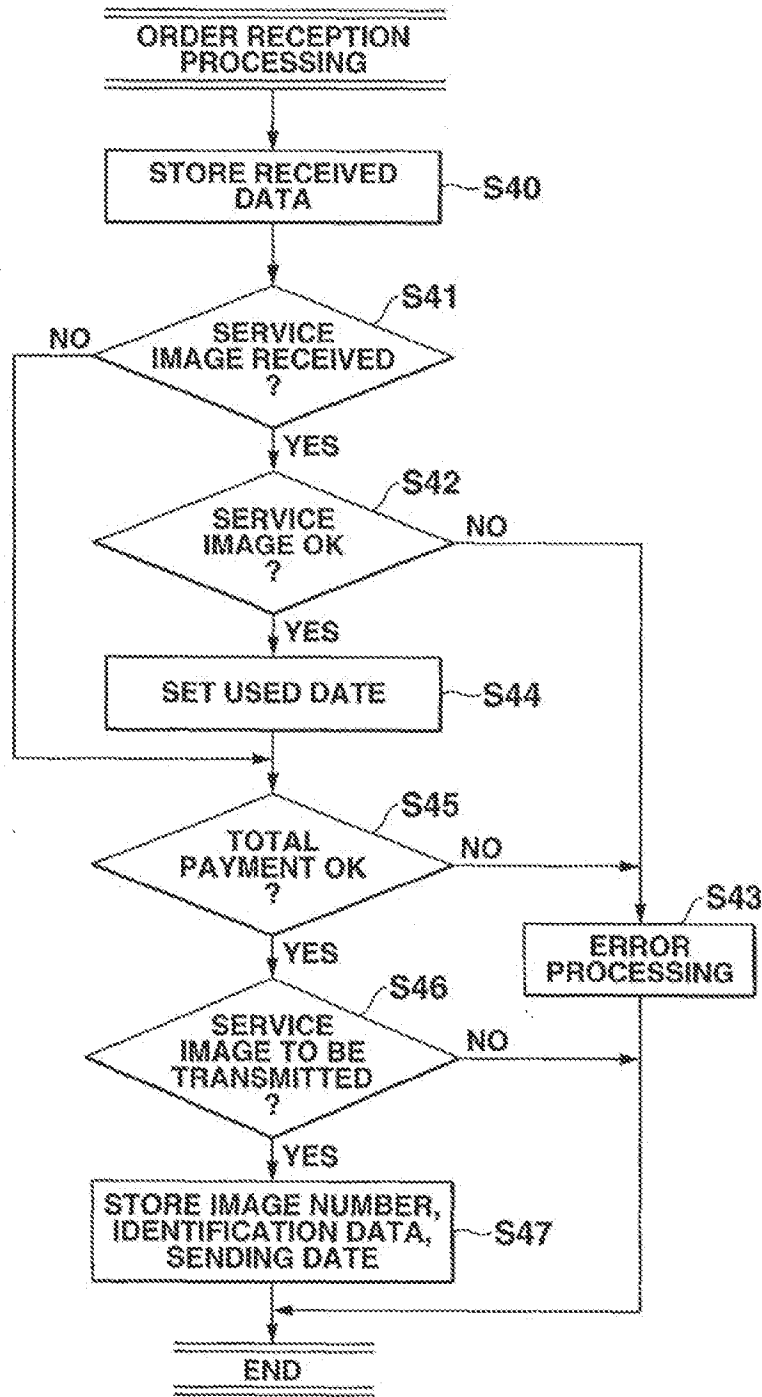 ORDER RECEPTION
PROCESSING
STORE RECEIVED
DATA
S40
S41
NO
SERVICE
IMAGE RECEIVED
?
YES
S42
SERVICE
IMAGE OK
?
NO
YES
SET USED DATE
S44
S45
TOTAL
PAYMENT OK
?
NO
S43
ERROR
PROCESSING
YES
S46
SERVICE
IMAGE TO BE
TRANSMITTED
?
NO
YES
STORE IMAGE NUMBER,
IDENTIFICATION DATA,
SENDING DATE
S47
END